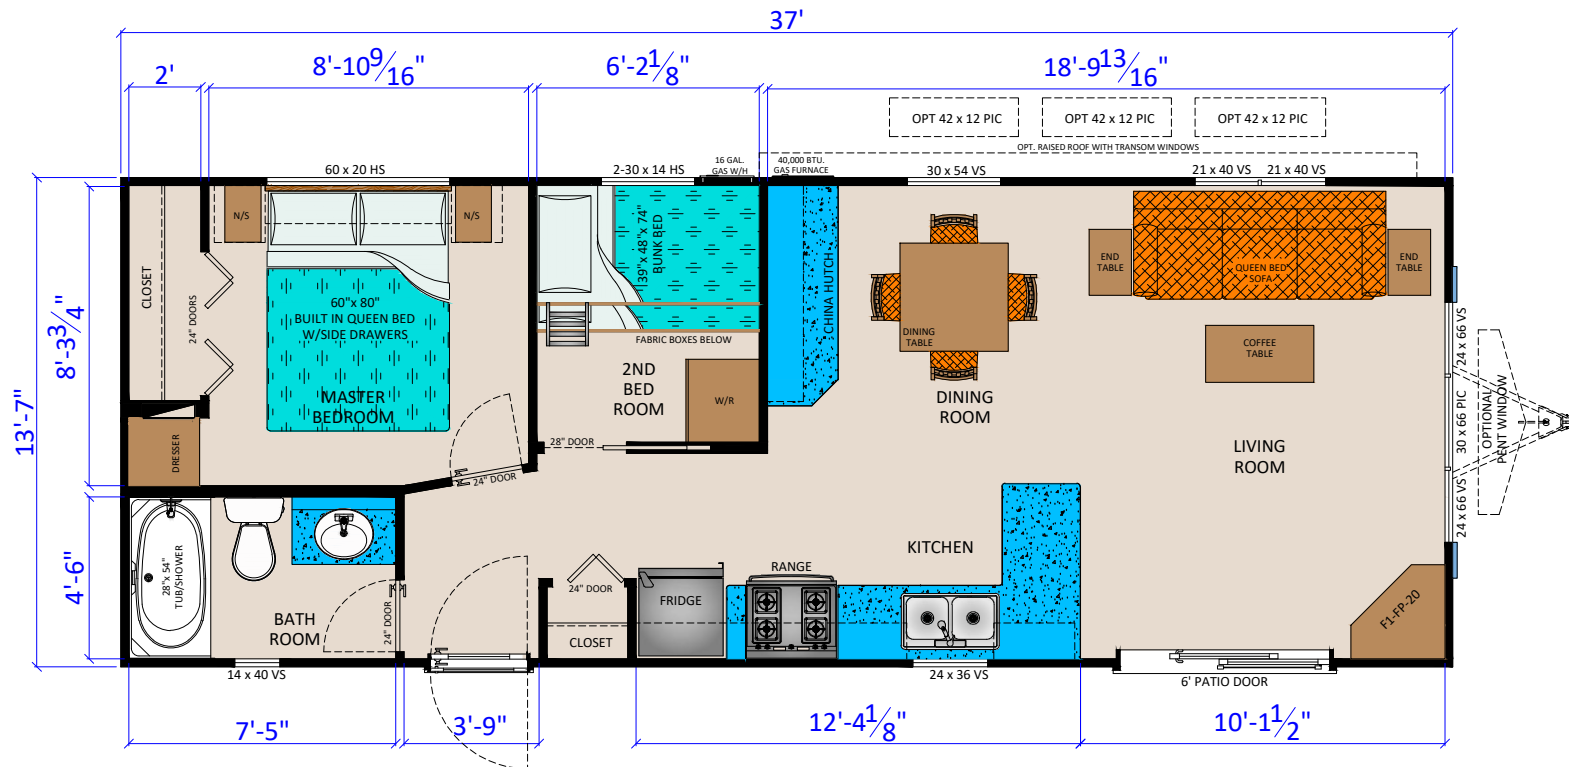 37'
2'
8'-10 9/16"
6'-2 1/8"
18'-9 13/16"
OPT 42 x 12 PIC
OPT 42 x 12 PIC
OPT 42 x 12 PIC
OPT. RAISED ROOF WITH TRANSOM WINDOWS
60 x 20 HS
2-30 x 14 HS
16 GAL.
GAS W/H
40,000 BTU.
GAS FURNACE
30 x 54 VS
21 x 40 VS
21 x 40 VS
13'-7"
8'-3 3/4"
4'-6"
CLOSET
24" DOORS
N/S
N/S
60"x 80"
BUILT IN QUEEN BED
W/SIDE DRAWERS
MASTER
BEDROOM
DRESSER
24" DOOR
39"x 48"x 74"
BUNK BED
FABRIC BOXES BELOW
2ND
BED
ROOM
W/R
28" DOOR
CHINA HUTCH
DINING
TABLE
DINING
ROOM
END
TABLE
QUEEN BED
SOFA
END
TABLE
COFFEE
TABLE
LIVING
ROOM
24 x 66 VS
30 x 66 PIC
24 x 66 VS
OPTIONAL
PENT WINDOW
28"x 54"
TUB/SHOWER
BATH
ROOM
24" DOOR
24" DOOR
CLOSET
FRIDGE
RANGE
KITCHEN
F1-FP-20
14 x 40 VS
24 x 36 VS
6' PATIO DOOR
7'-5"
3'-9"
12'-4 1/8"
10'-1 1/2"